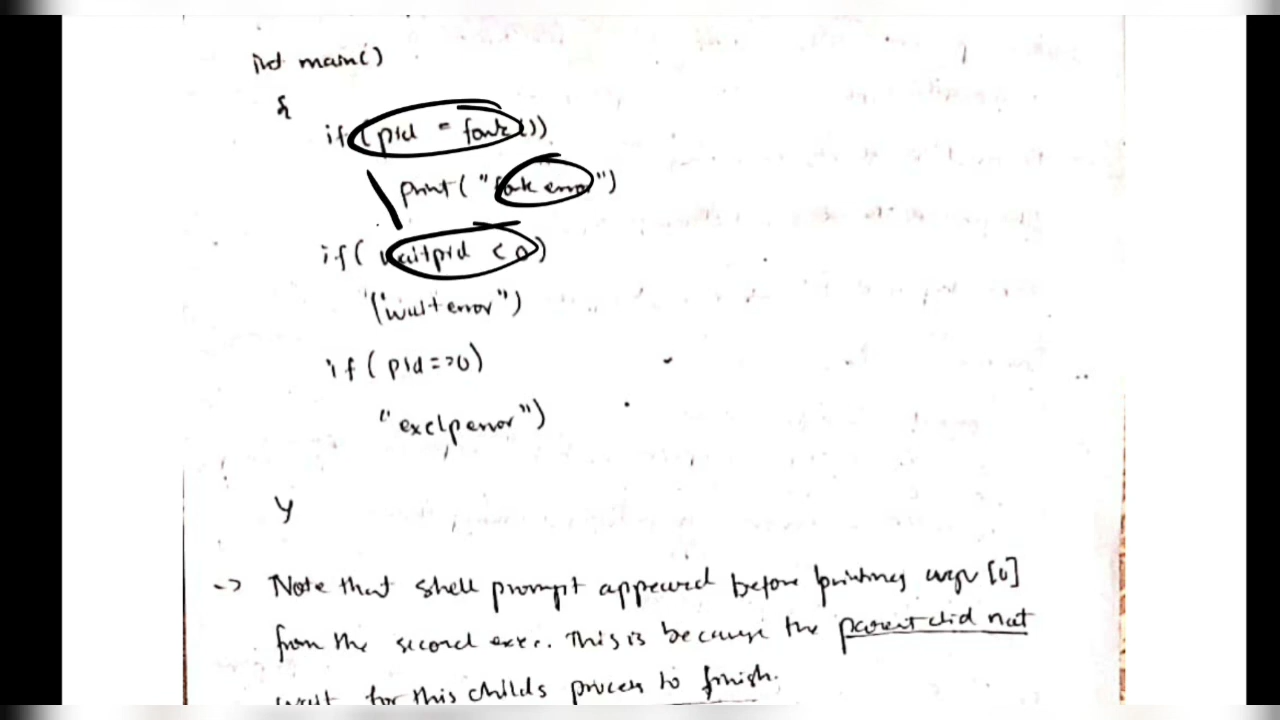 int main()
{
if (pid = fork())
print("fork error")
if( waitpid < 0)
("wait error")
if ( pid==0)
"exclp error")
}
-> Note that shell prompt appeared before printing argv [0]
from the second exec. This is because the parent did not
wait for this childs process to finish.